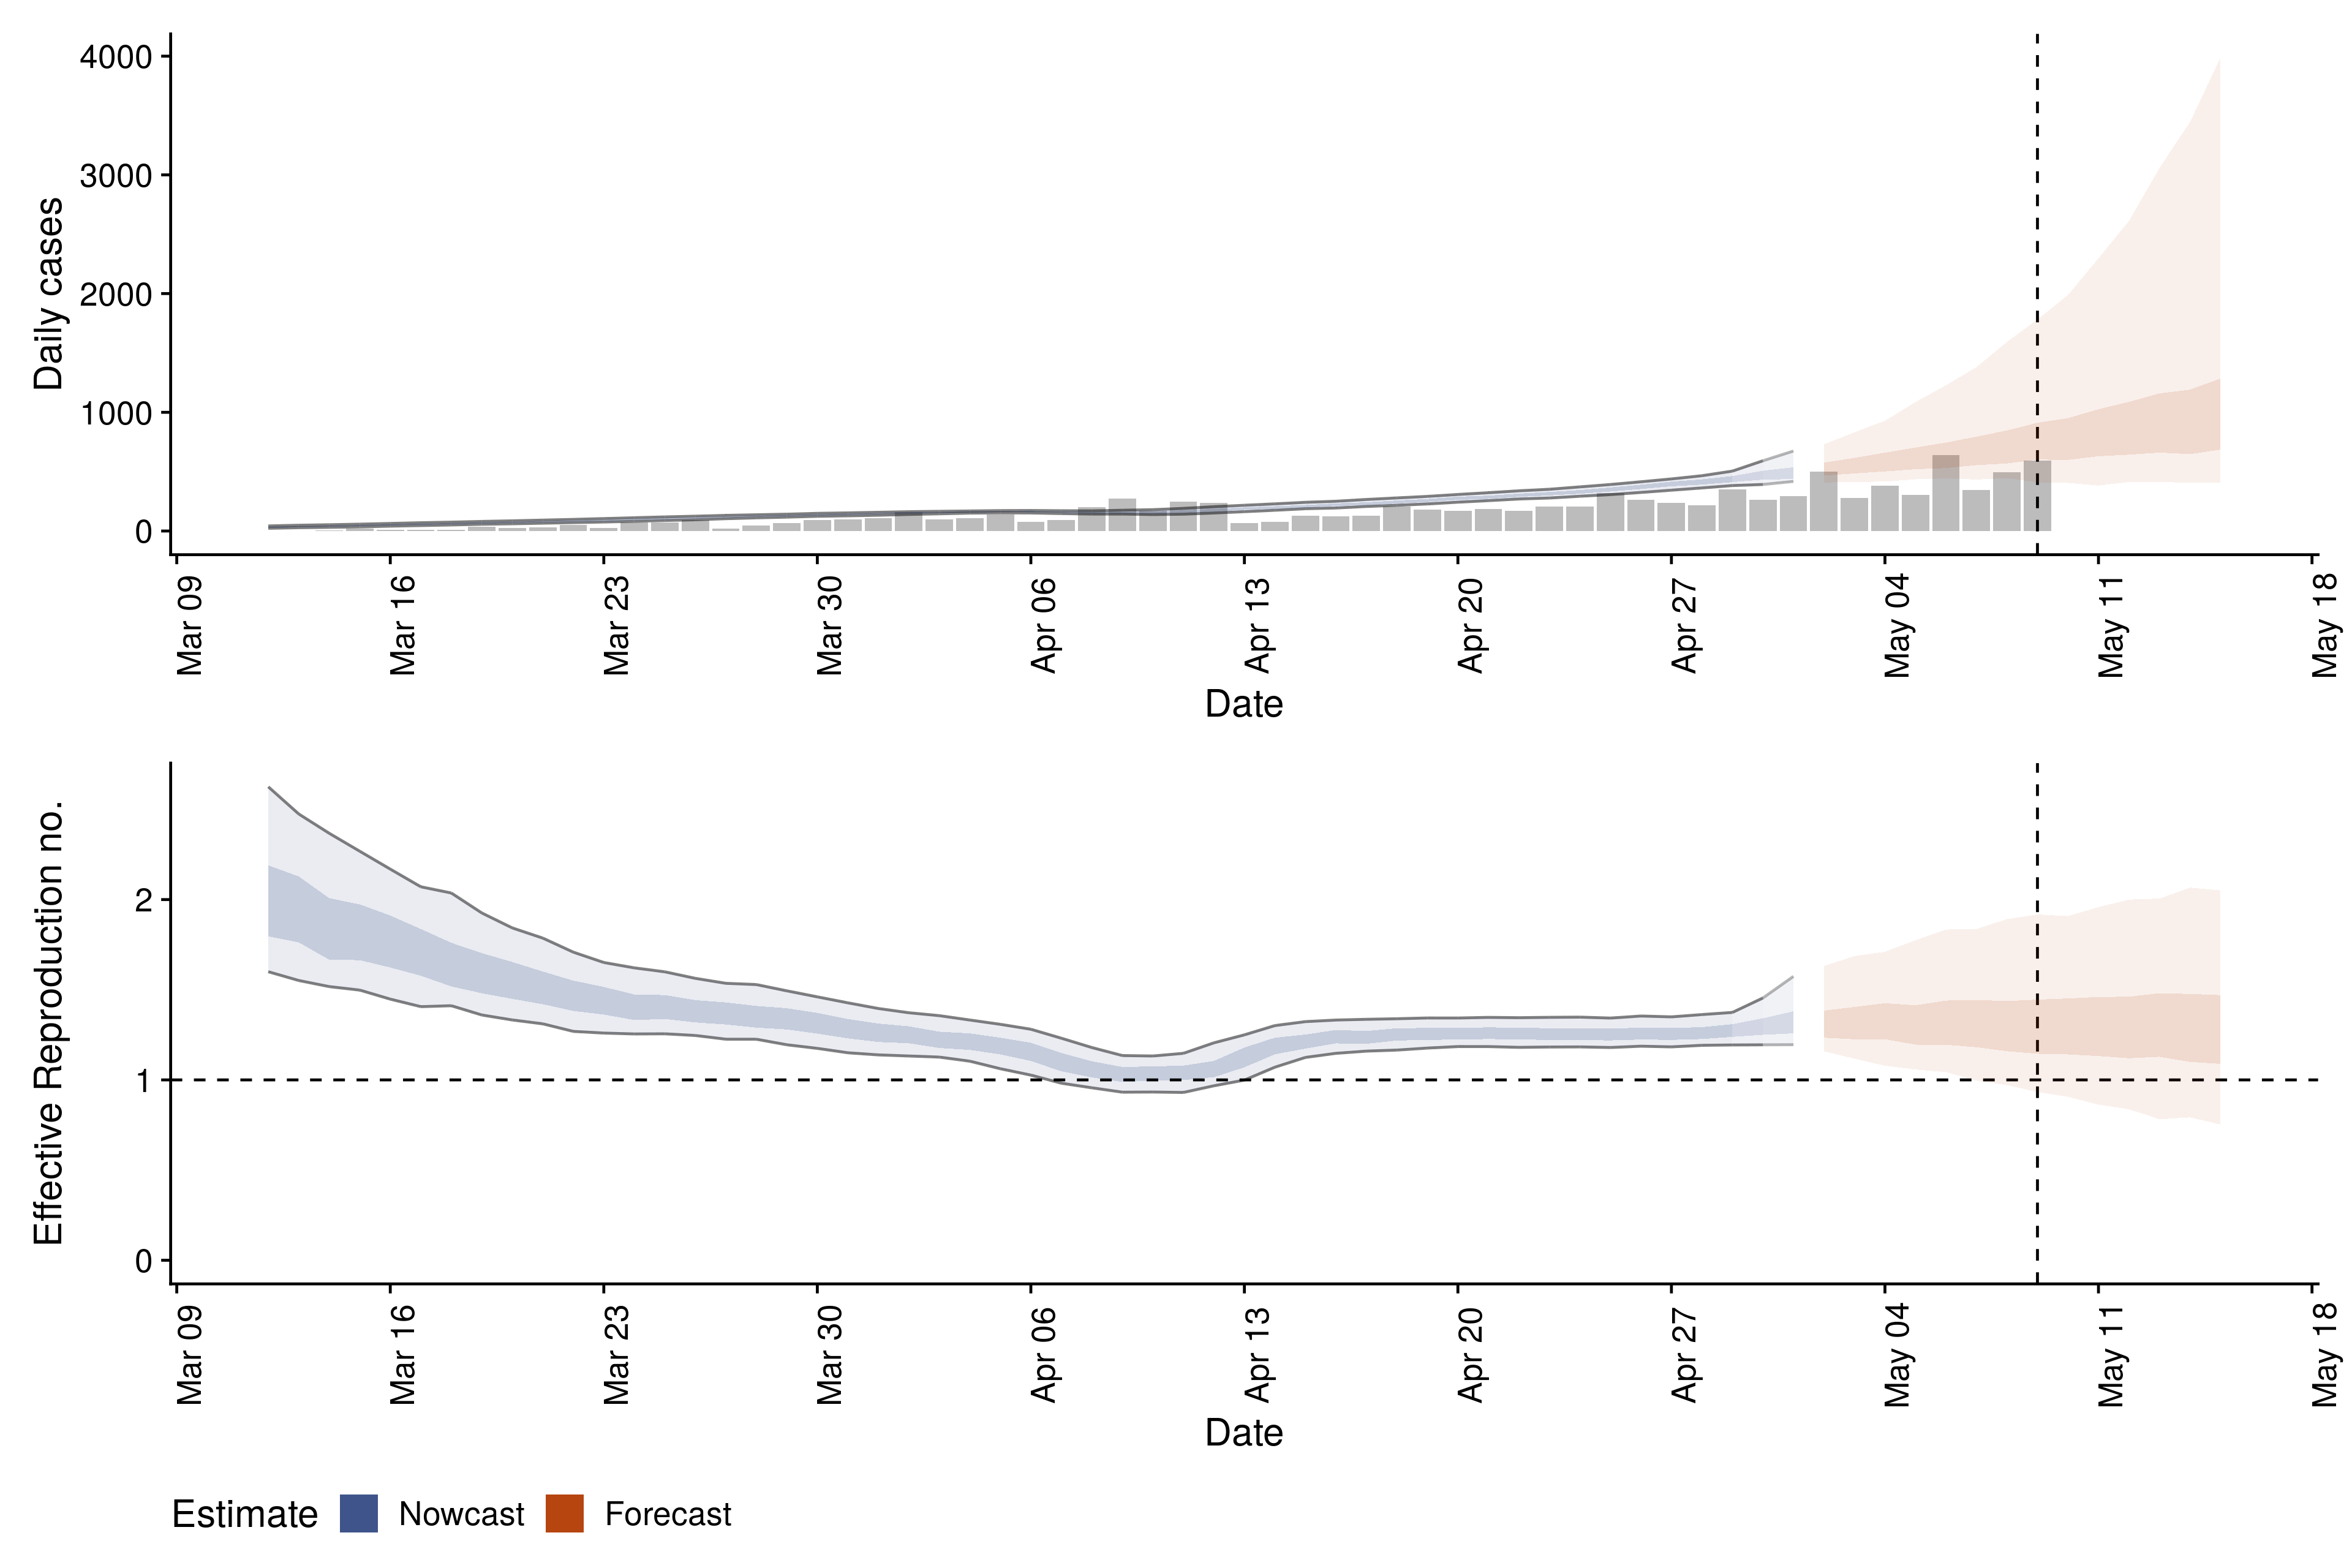 Daily cases
4000
3000
2000
1000
0
Mar 09
Mar 16
Mar 23
Mar 30
Apr 06
Apr 13
Apr 20
Apr 27
May 04
May 11
May 18
Date
Effective Reproduction no.
2
1
0
Mar 09
Mar 16
Mar 23
Mar 30
Apr 06
Apr 13
Apr 20
Apr 27
May 04
May 11
May 18
Date
Estimate Nowcast Forecast